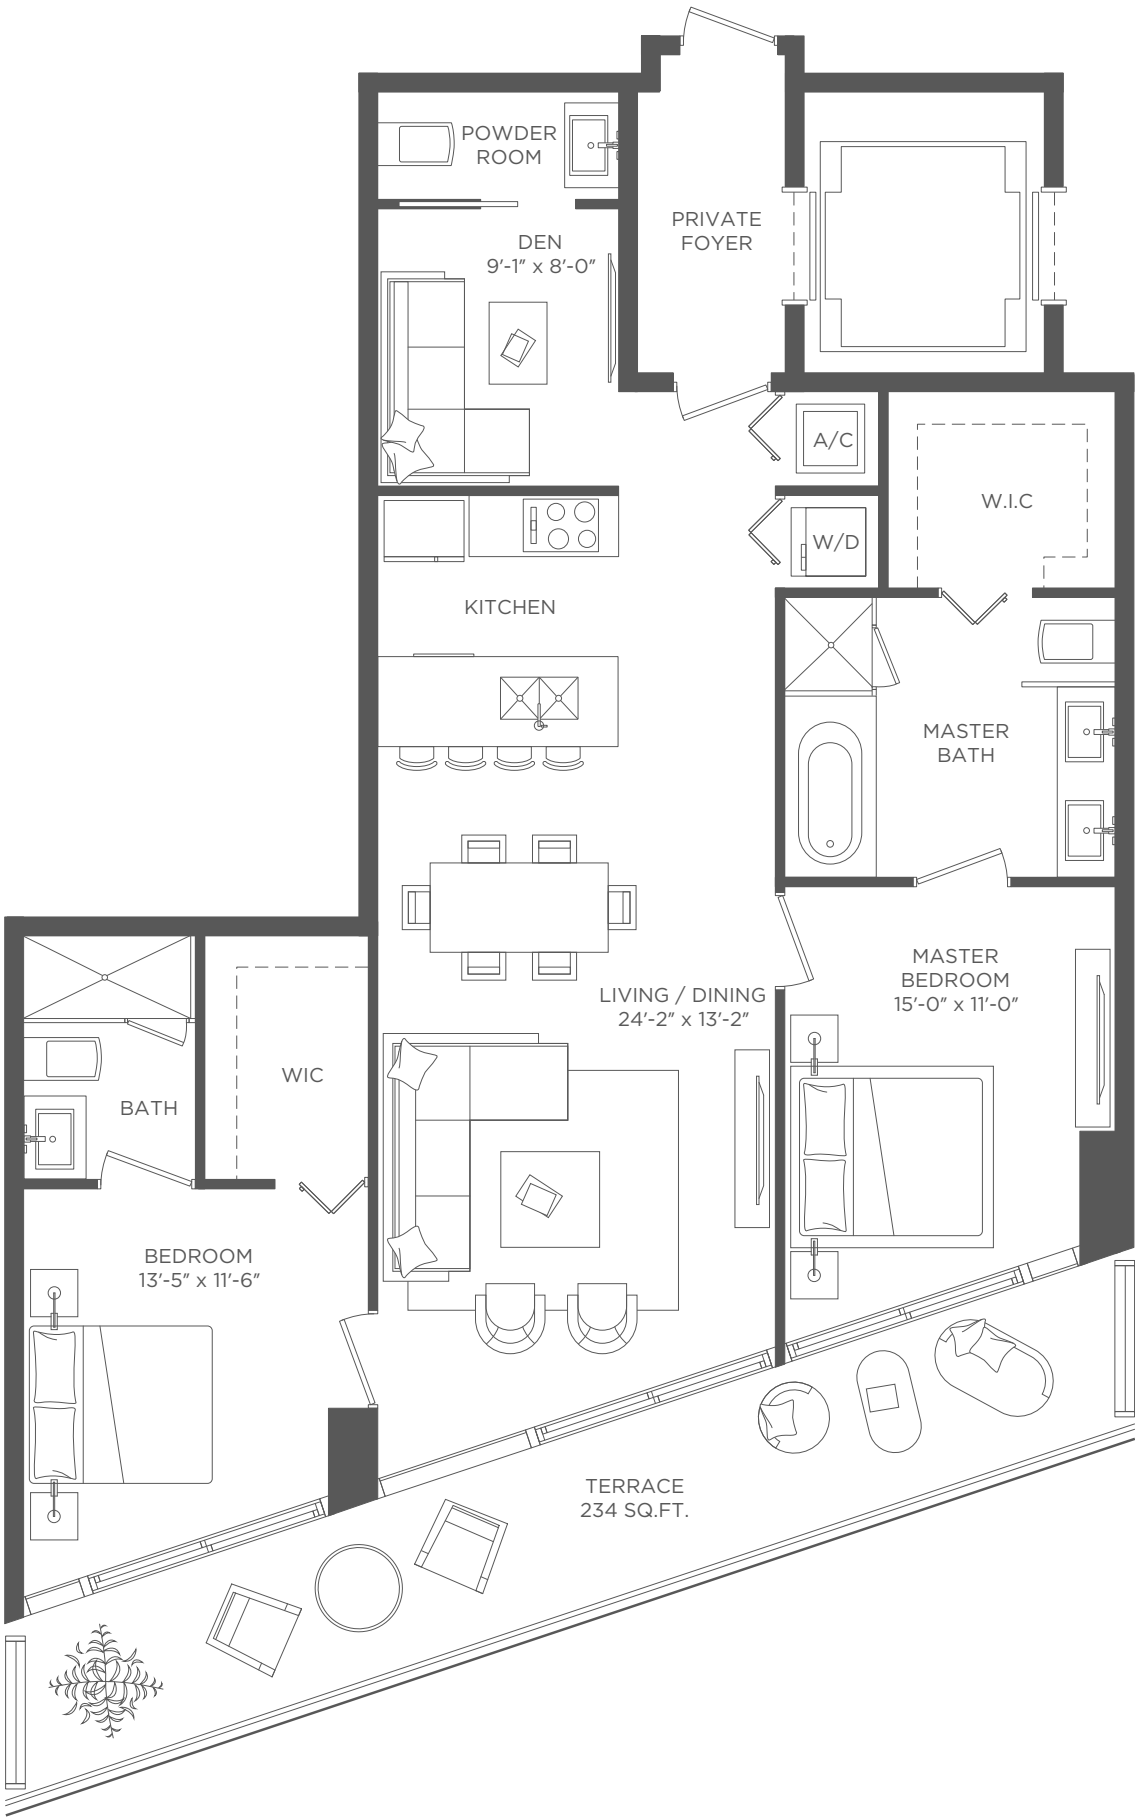 POWDER
ROOM
PRIVATE
FOYER
DEN
9'-1" x 8'-0"
A/C
W.I.C
W/D
KITCHEN
MASTER
BATH
MASTER
BEDROOM
15'-0" x 11'-0"
LIVING / DINING
24'-2" x 13'-2"
WIC
BATH
BEDROOM
13'-5" x 11'-6"
TERRACE
234 SQ.FT.